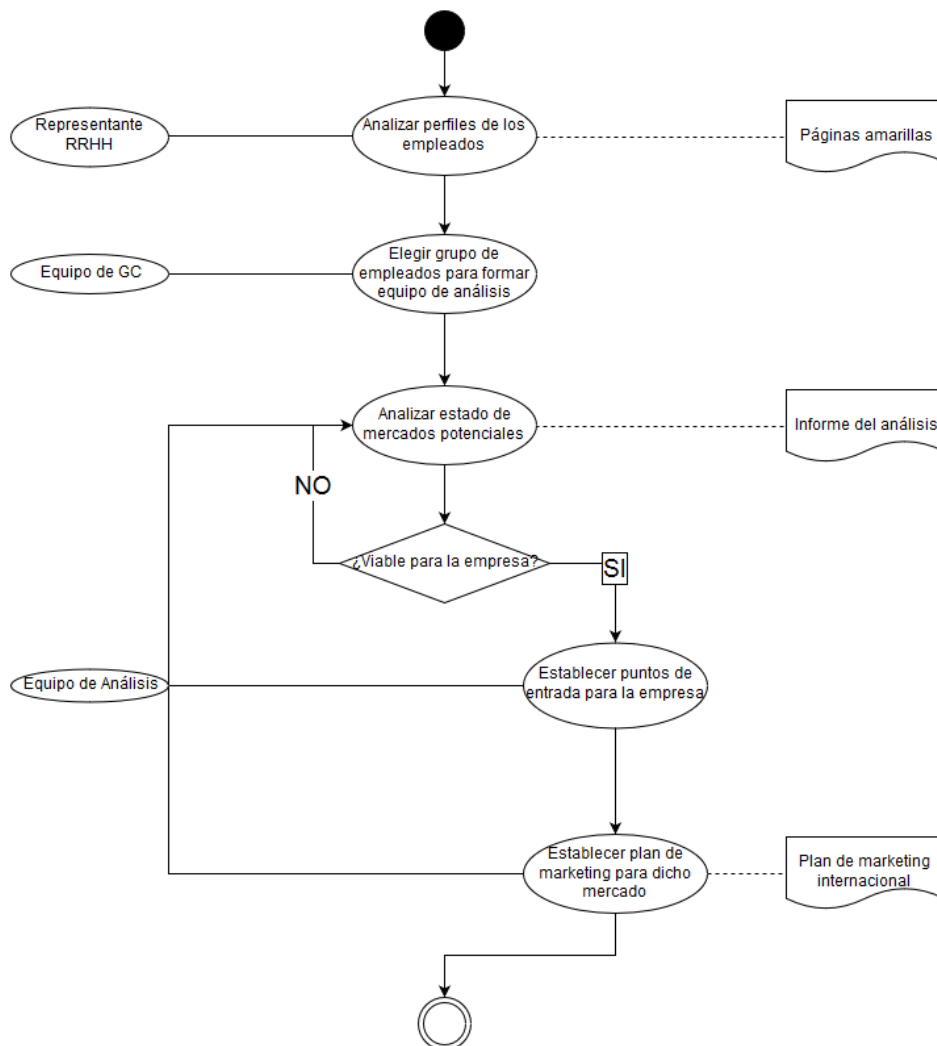 Representante
RRHH
Analizar perfiles de los
empleados
Páginas amarillas
Equipo de GC
Elegir grupo de
empleados para formar
equipo de análisis
Analizar estado de
mercados potenciales
Informe del análisis
NO
¿Viable para la empresa?
SI
Equipo de Análisis
Establecer puntos de
entrada para la empresa
Establecer plan de
marketing para dicho
mercado
Plan de marketing
internacional